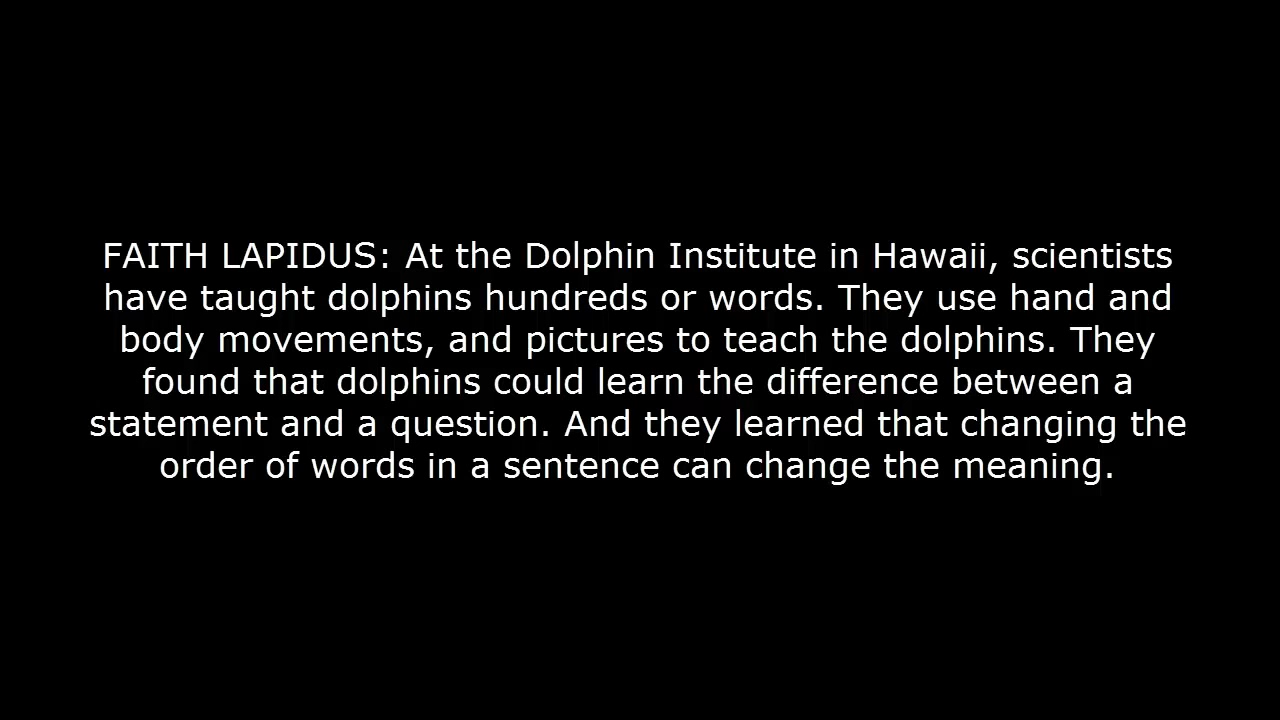 FAITH LAPIDUS: At the Dolphin Institute in Hawaii, scientists
have taught dolphins hundreds or words. They use hand and
body movements, and pictures to teach the dolphins. They
found that dolphins could learn the difference between a
statement and a question. And they learned that changing the
order of words in a sentence can change the meaning.